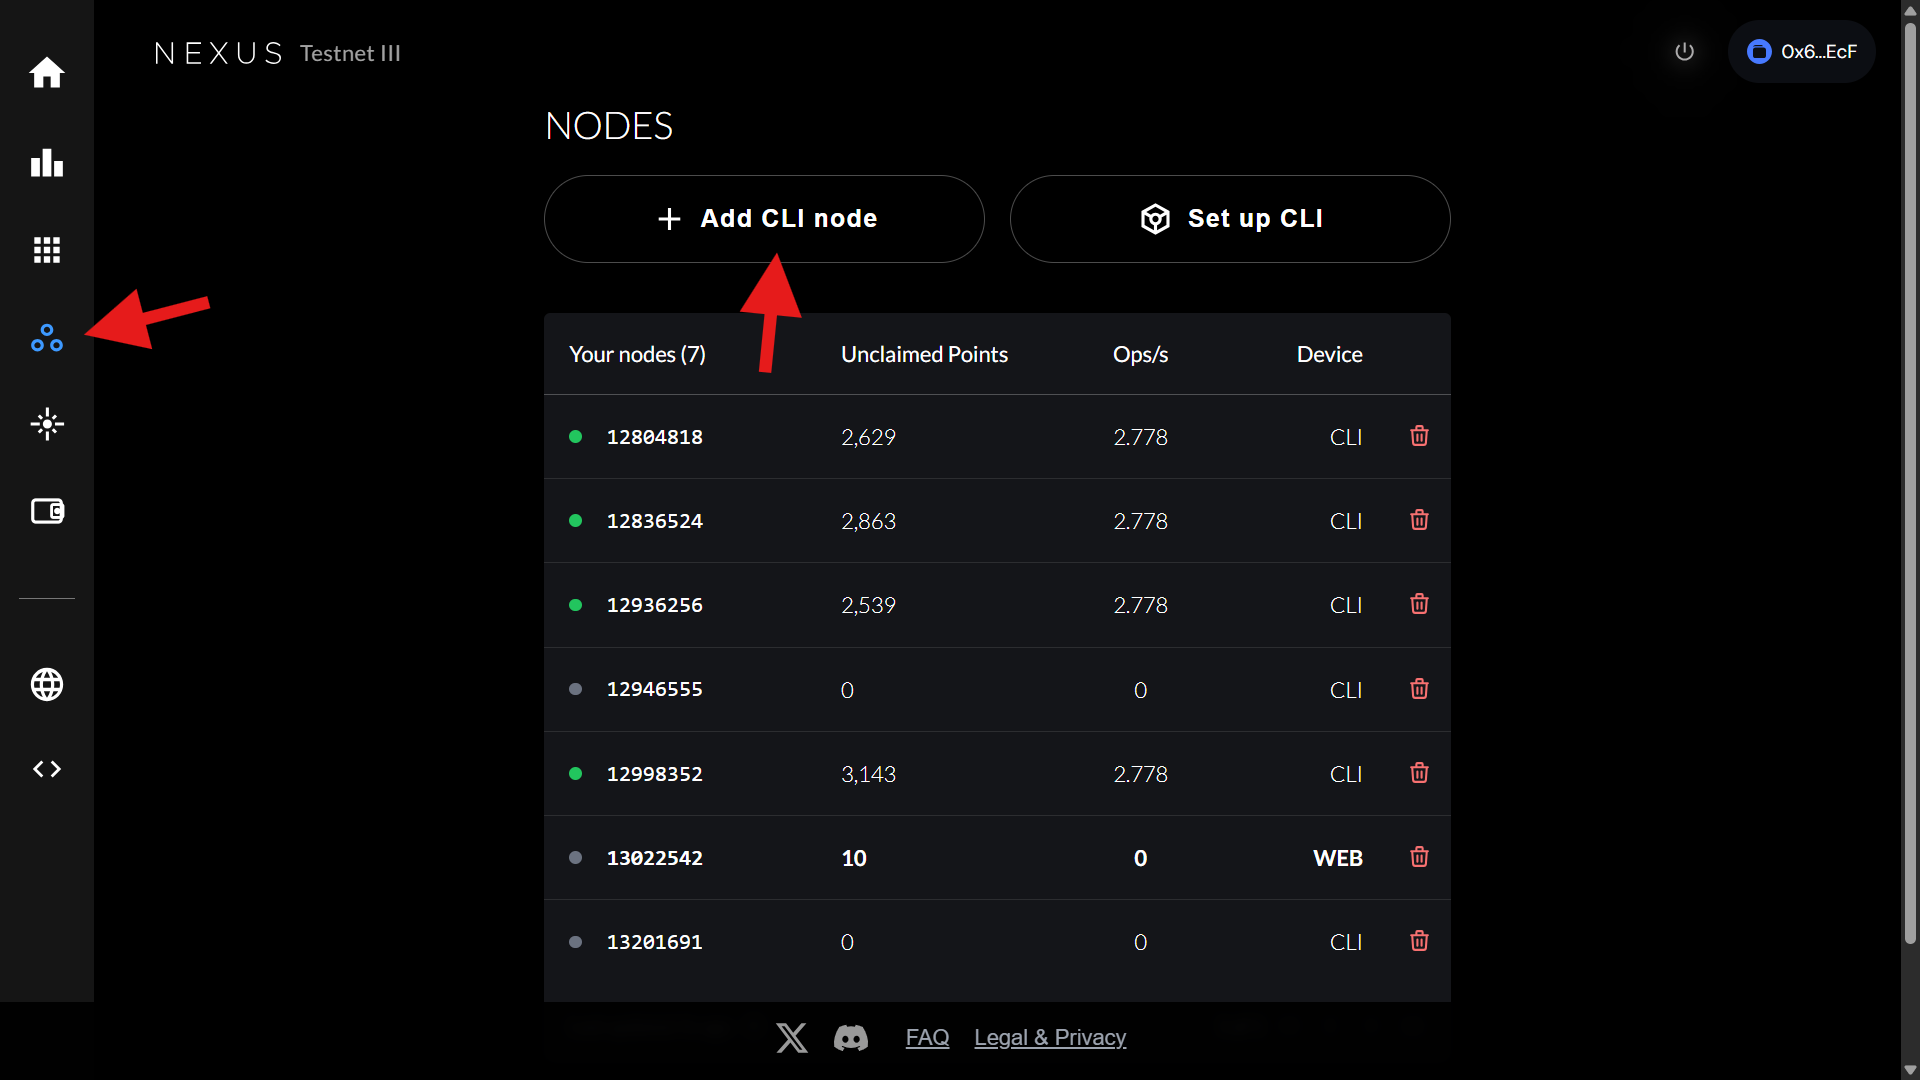 NEXUS Testnet III
0x6...EcF
NODES
Add CLI node
Set up CLI
Your nodes (7) Unclaimed Points Ops/s Device
12804818 2,629 2.778 CLI
12836524 2,863 2.778 CLI
12936256 2,539 2.778 CLI
12946555 0 0 CLI
12998352 3,143 2.778 CLI
13022542 10 0 WEB
13201691 0 0 CLI
FAQ Legal & Privacy